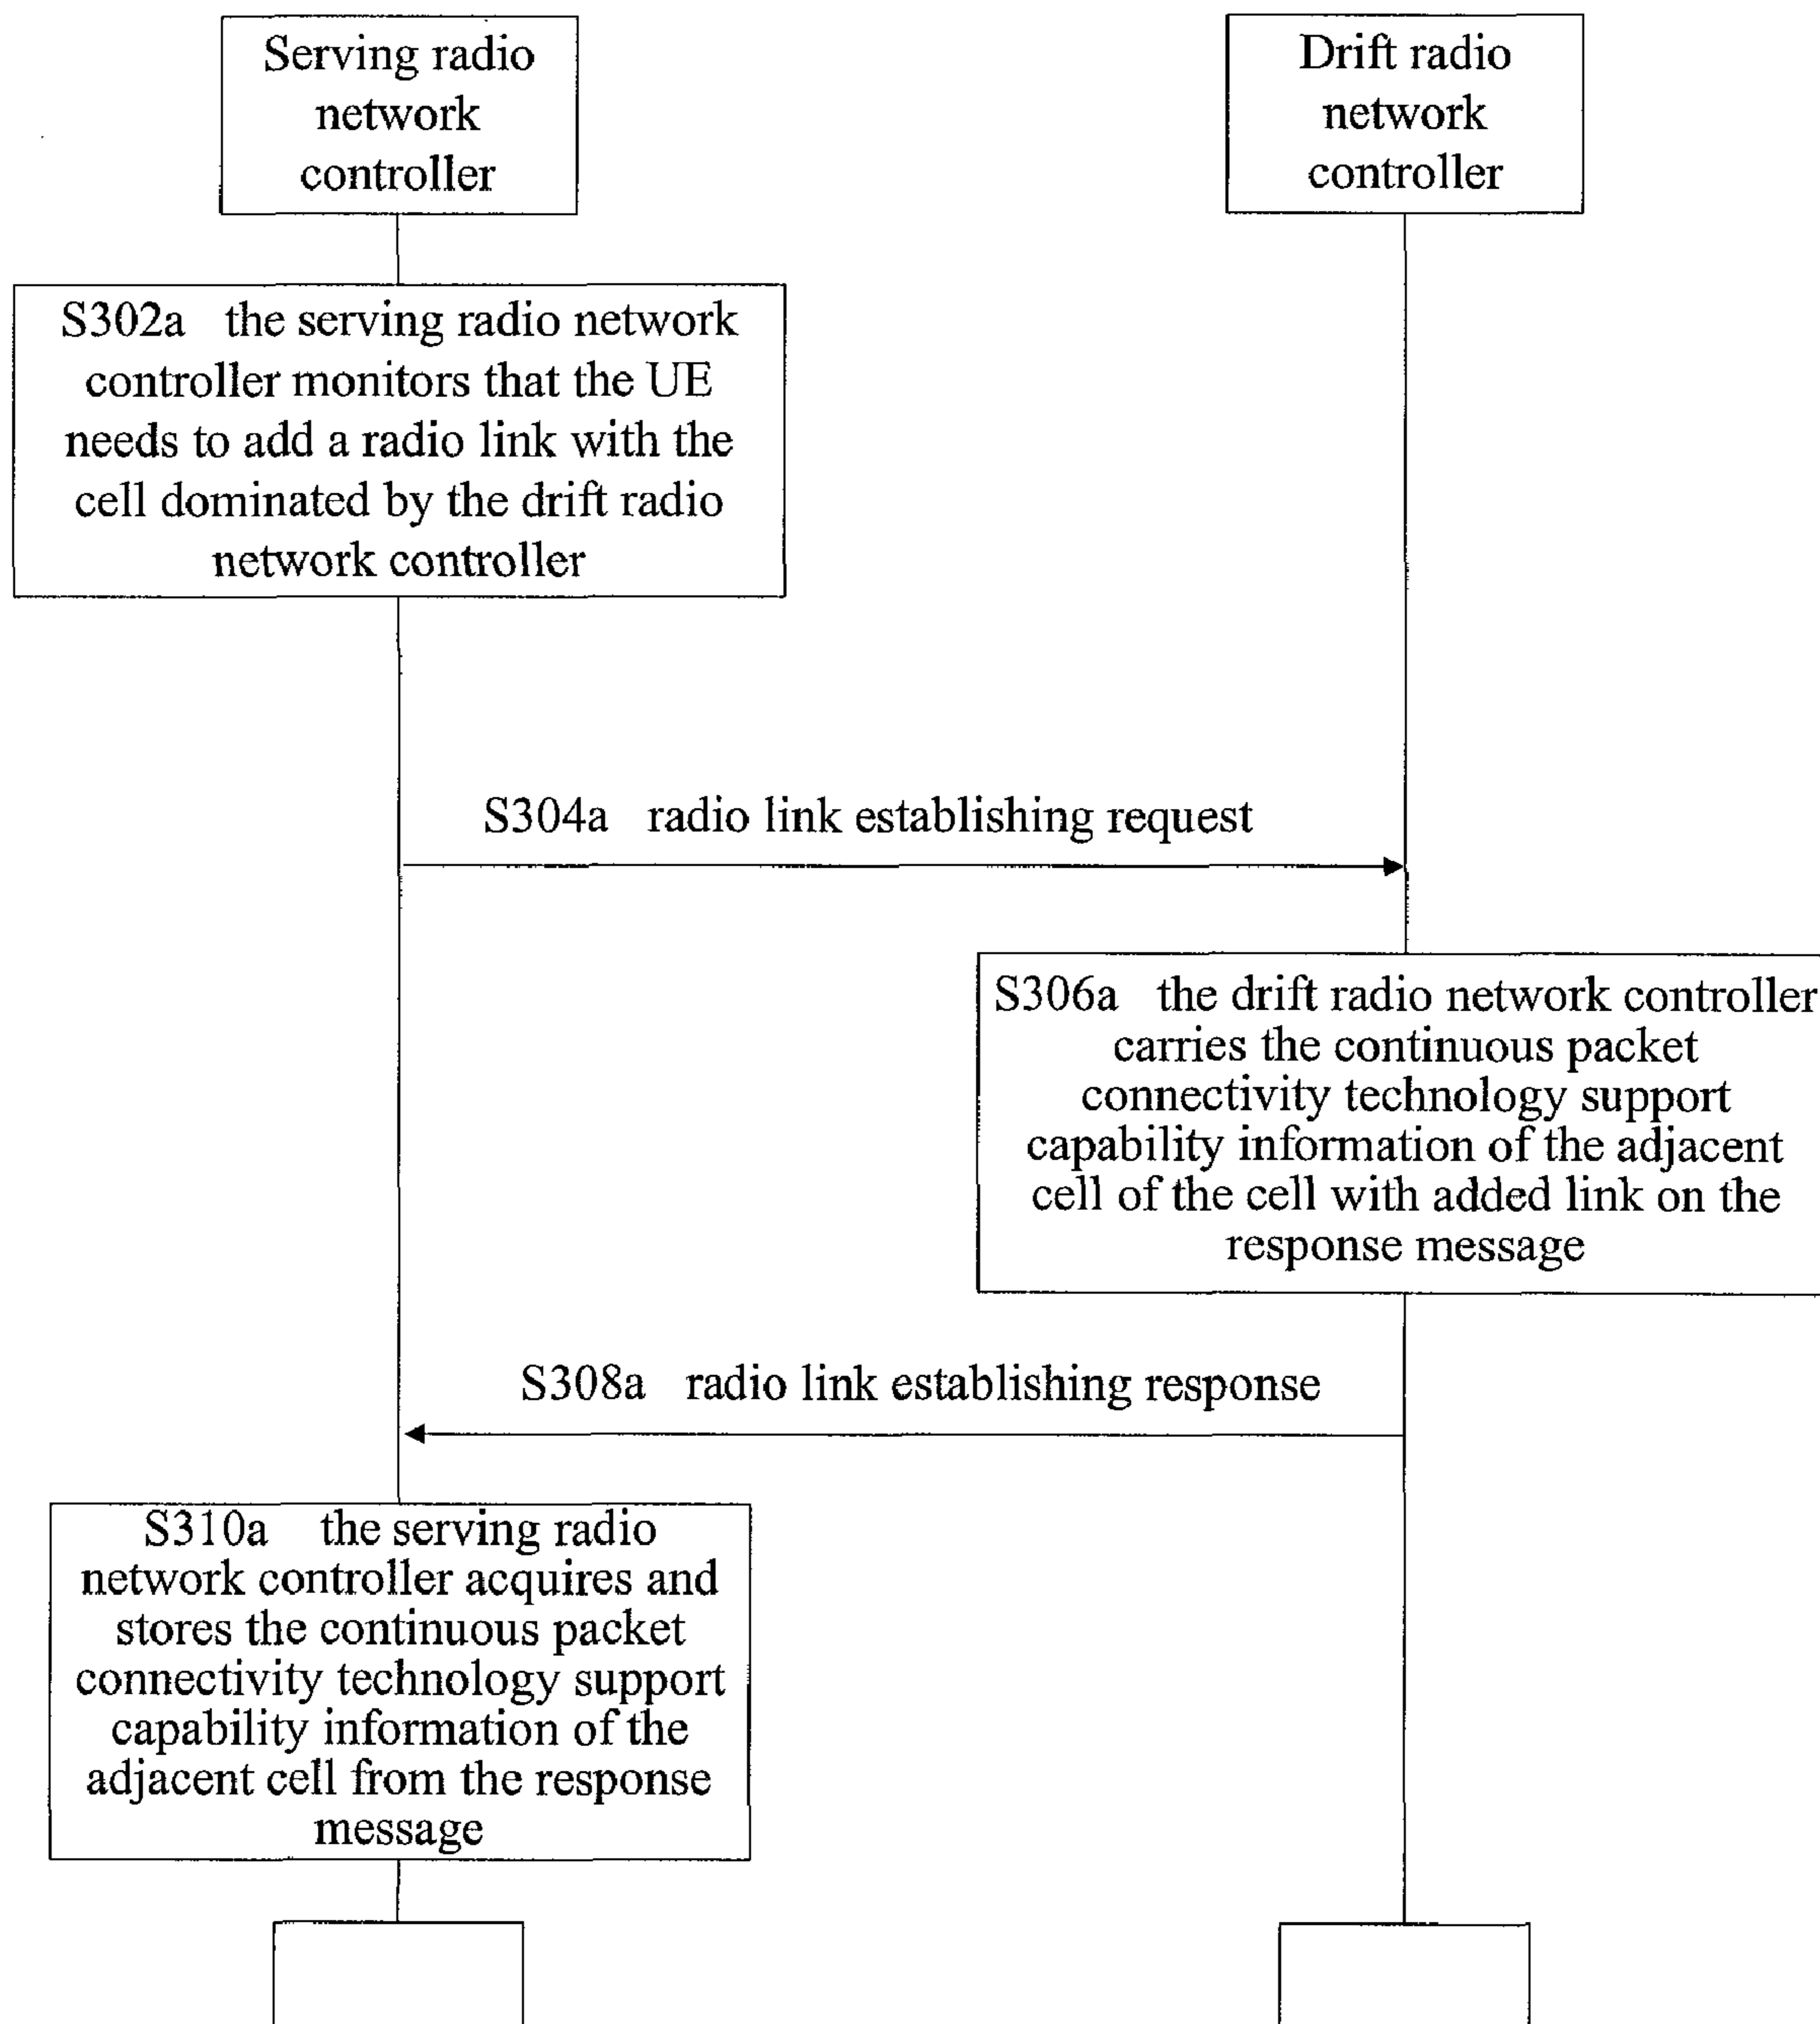 Serving radio
network
controller
Drift radio
network
controller
S302a the serving radio network
controller monitors that the UE
needs to add a radio link with the
cell dominated by the drift radio
network controller
S304a radio link establishing request
S306a the drift radio network controller
carries the continuous packet
connectivity technology support
capability information of the adjacent
cell of the cell with added link on the
response message
S308a radio link establishing response
S310a the serving radio
network controller acquires and
stores the continuous packet
connectivity technology support
capability information of the
adjacent cell from the response
message